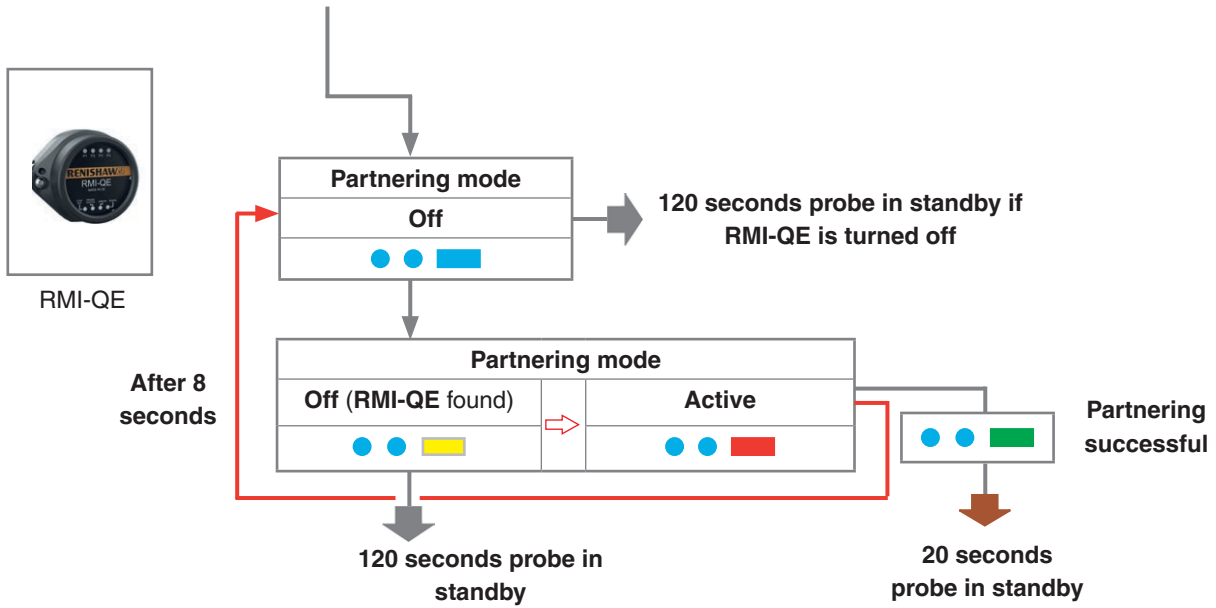 RENISHAW
RMI-QE
RMI-QE
Partnering mode
Off
120 seconds probe in standby if
RMI-QE is turned off
After 8
seconds
Partnering mode
Off (RMI-QE found)
Active
Partnering
successful
120 seconds probe in
standby
20 seconds
probe in standby